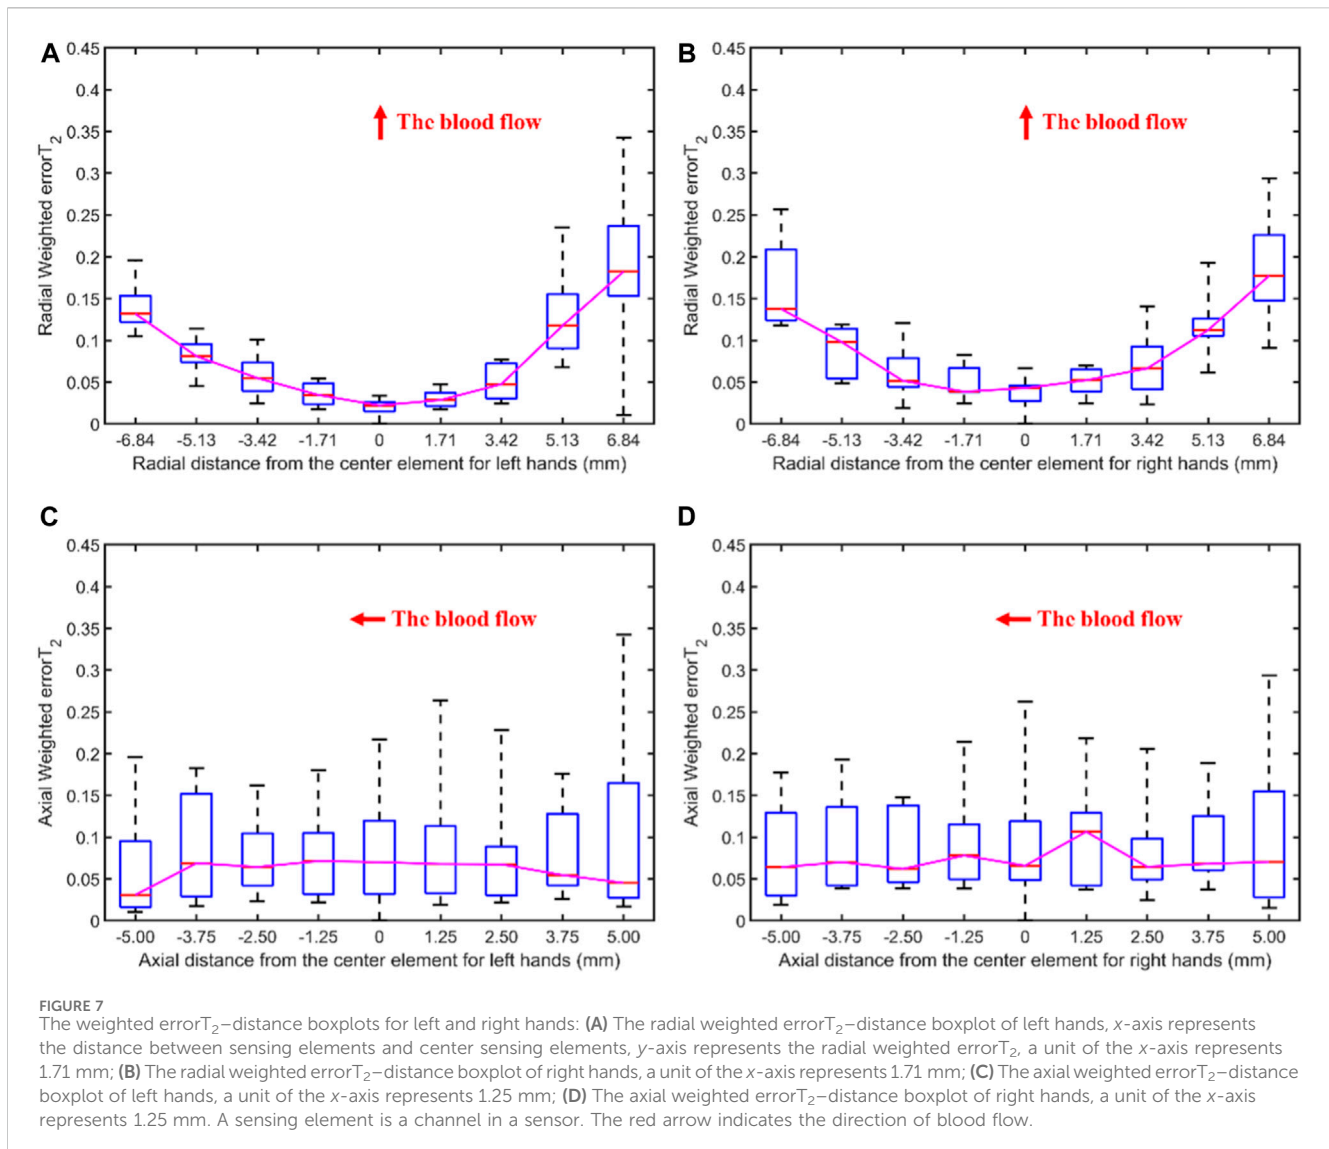 A
0.45
0.4
0.35
0.3
0.25
0.2
0.15
0.1
0.05
0
Radial Weighted errorT2
The blood flow
-6.84 -5.13 -3.42 -1.71 0 1.71 3.42 5.13 6.84
Radial distance from the center element for left hands (mm)
B
0.45
0.4
0.35
0.3
0.25
0.2
0.15
0.1
0.05
0
Radial Weighted errorT2
The blood flow
-6.84 -5.13 -3.42 -1.71 0 1.71 3.42 5.13 6.84
Radial distance from the center element for right hands (mm)
C
0.45
0.4
0.35
0.3
0.25
0.2
0.15
0.1
0.05
0
Axial Weighted errorT2
The blood flow
-5.00 -3.75 -2.50 -1.25 0 1.25 2.50 3.75 5.00
Axial distance from the center element for left hands (mm)
D
0.45
0.4
0.35
0.3
0.25
0.2
0.15
0.1
0.05
0
Axial Weighted errorT2
The blood flow
-5.00 -3.75 -2.50 -1.25 0 1.25 2.50 3.75 5.00
Axial distance from the center element for right hands (mm)
FIGURE 7
The weighted errorT2–distance boxplots for left and right hands: (A) The radial weighted errorT2–distance boxplot of left hands, x-axis represents
the distance between sensing elements and center sensing elements, y-axis represents the radial weighted errorT2, a unit of the x-axis represents
1.71 mm; (B) The radial weighted errorT2–distance boxplot of right hands, a unit of the x-axis represents 1.71 mm; (C) The axial weighted errorT2–distance
boxplot of left hands, a unit of the x-axis represents 1.25 mm; (D) The axial weighted errorT2–distance boxplot of right hands, a unit of the x-axis
represents 1.25 mm. A sensing element is a channel in a sensor. The red arrow indicates the direction of blood flow.